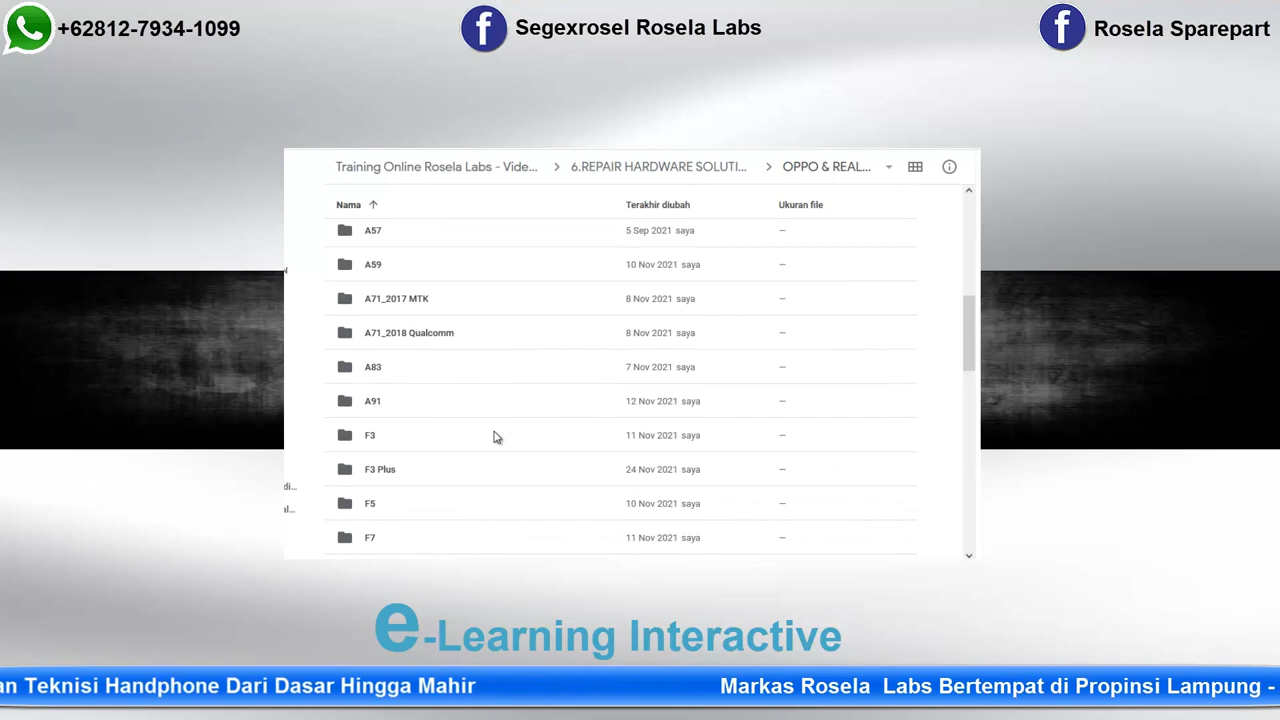 +62812-7934-1099
Segexrosel Rosela Labs
Rosela Sparepart
Training Online Rosela Labs - Vide... > 6.REPAIR HARDWARE SOLUTI... > OPPO & REAL...
Nama Terakhir diubah Ukuran file
A57 5 Sep 2021 saya –
A59 10 Nov 2021 saya –
A71_2017 MTK 8 Nov 2021 saya –
A71_2018 Qualcomm 8 Nov 2021 saya –
A83 7 Nov 2021 saya –
A91 12 Nov 2021 saya –
F3 11 Nov 2021 saya –
F3 Plus 24 Nov 2021 saya –
di...
F5 10 Nov 2021 saya –
al...
F7 11 Nov 2021 saya –
e-Learning Interactive
an Teknisi Handphone Dari Dasar Hingga Mahir
Markas Rosela Labs Bertempat di Propinsi Lampung -